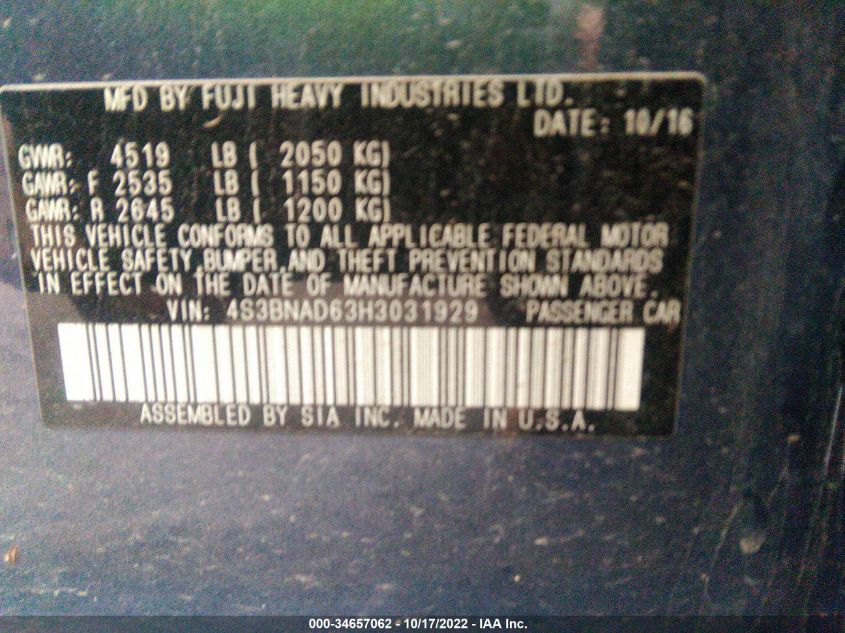 MFD BY FUJI HEAVY INDUSTRIES LTD.
DATE: 10/16
GVWR: 4519 LB ( 2050 KG)
GAWR: F 2535 LB ( 1150 KG)
GAWR: R 2645 LB ( 1200 KG)
THIS VEHICLE CONFORMS TO ALL APPLICABLE FEDERAL MOTOR
VEHICLE SAFETY, BUMPER, AND THEFT PREVENTION STANDARDS
IN EFFECT ON THE DATE OF MANUFACTURE SHOWN ABOVE.
VIN: 4S3BNAD63H3031929 PASSENGER CAR
ASSEMBLED BY SIA INC. MADE IN U.S.A.
000-34657062 - 10/17/2022 - IAA Inc.